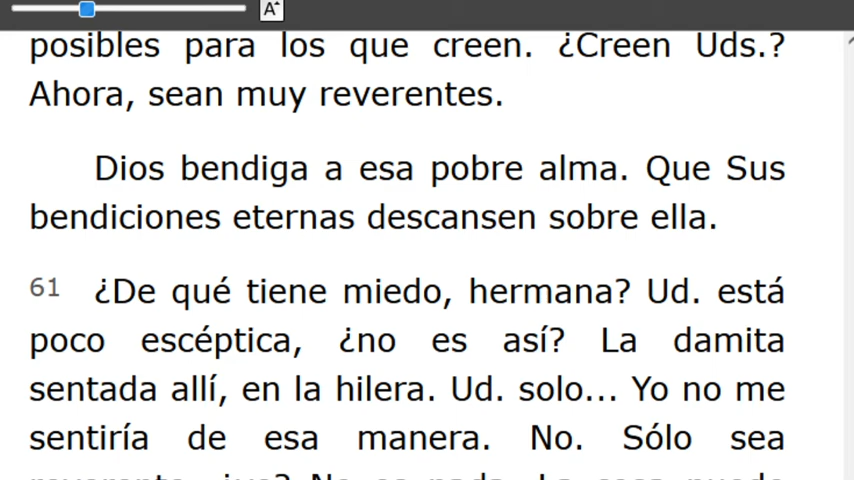 A
posibles para los que creen. ¿Creen Uds.?
Ahora, sean muy reverentes.
Dios bendiga a esa pobre alma. Que Sus
bendiciones eternas descansen sobre ella.
61 ¿De qué tiene miedo, hermana? Ud. está
poco escéptica, ¿no es así? La damita
sentada allí, en la hilera. Ud. solo... Yo no me
sentiría de esa manera. No. Sólo sea